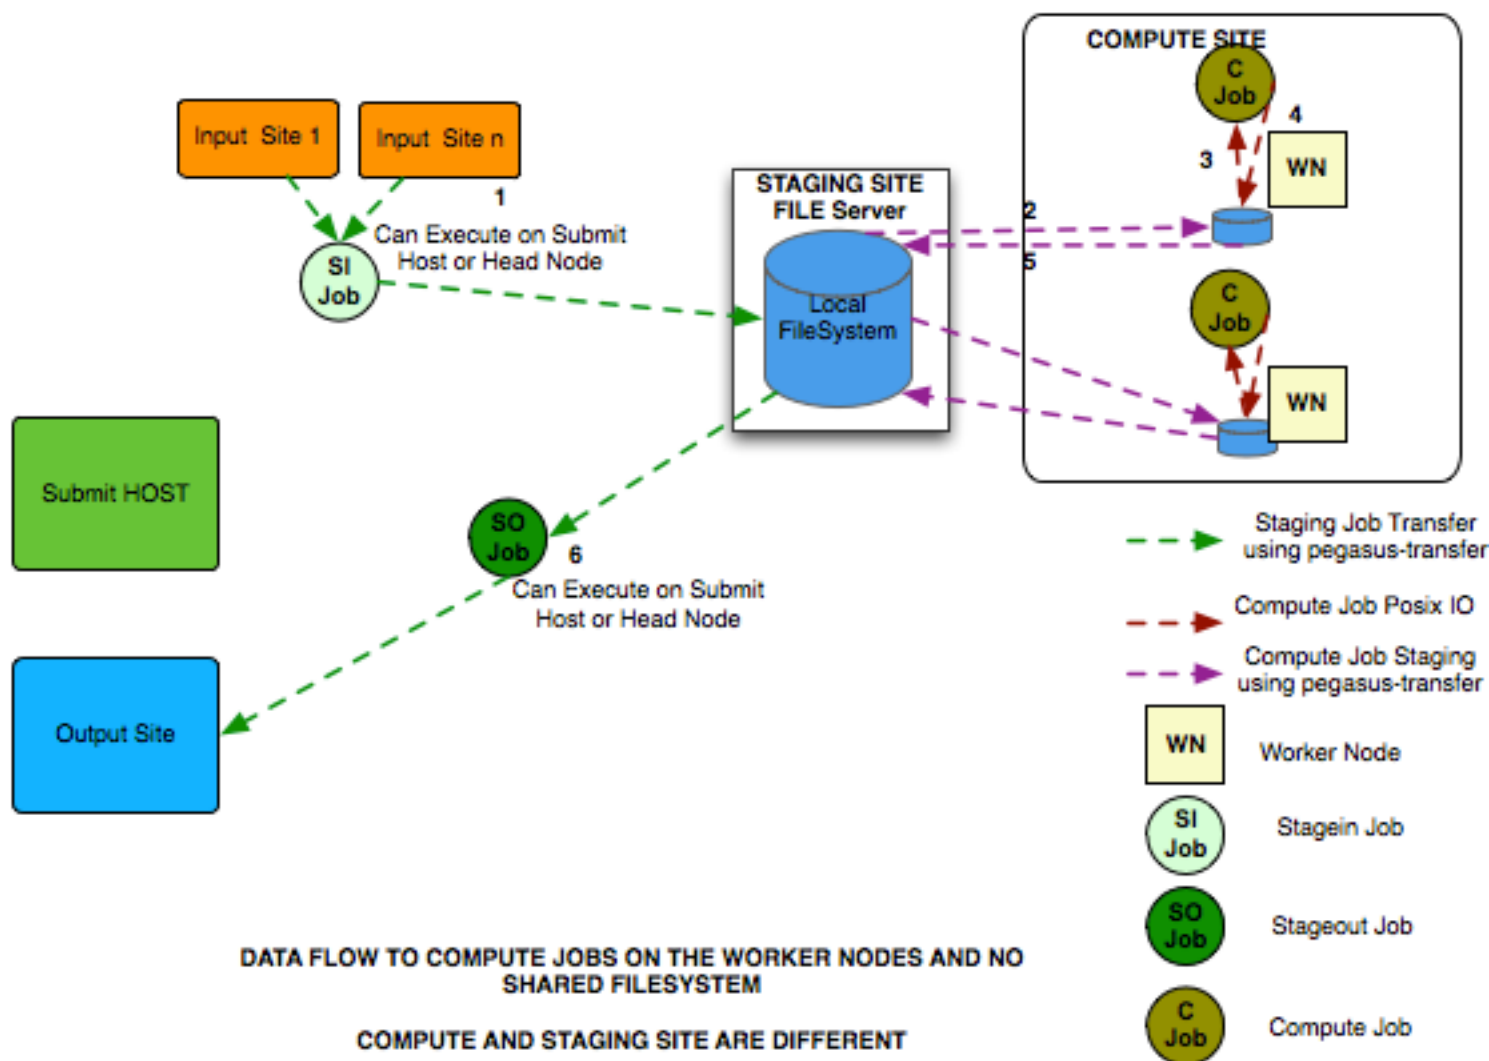 COMPUTE SITE
C
Job
4
3
WN
Input  Site 1
Input  Site n
1
Can Execute on Submit
Host or Head Node
SI
Job
STAGING SITE
FILE Server
Local
FileSystem
2
5
C
Job
WN
Submit HOST
SO
Job
6
Can Execute on Submit
Host or Head Node
Output Site
Staging Job Transfer
using pegasus-transfer
Compute Job Posix IO
Compute Job Staging
using pegasus-transfer
WN
Worker Node
SI
Job
Stagein Job
SO
Job
Stageout Job
C
Job
Compute Job
DATA FLOW TO COMPUTE JOBS ON THE WORKER NODES AND NO
SHARED FILESYSTEM
COMPUTE AND STAGING SITE ARE DIFFERENT